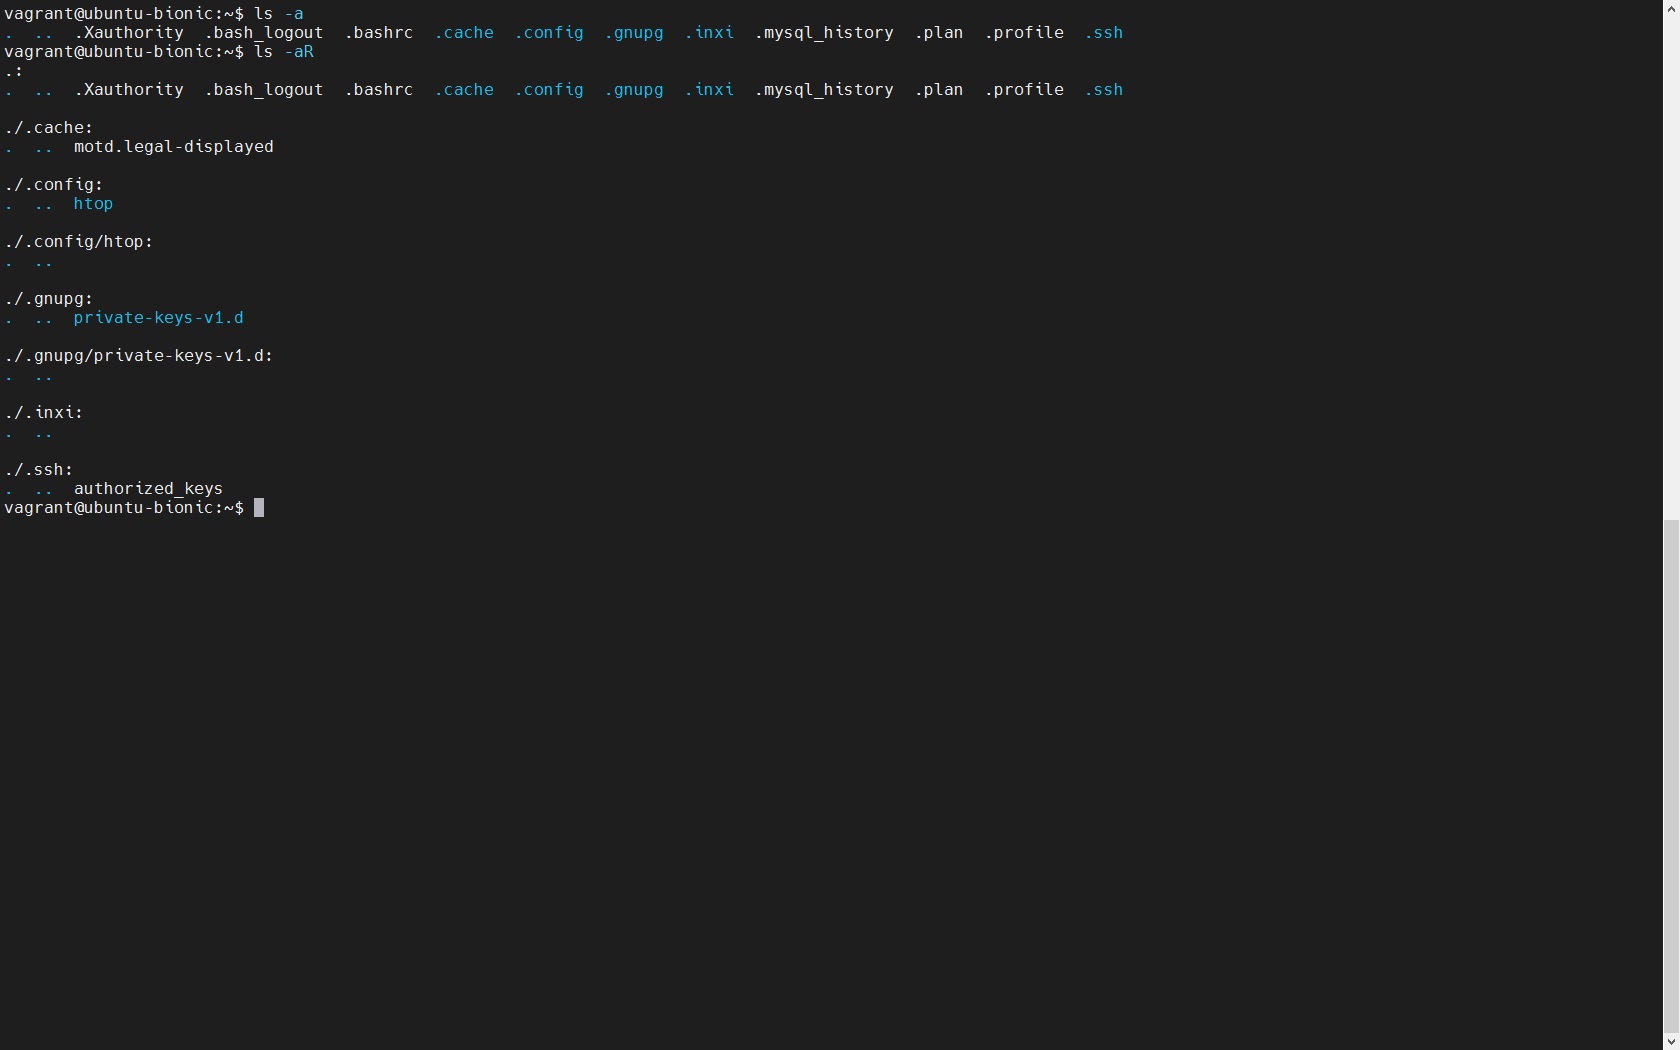 vagrant@ubuntu-bionic:~$ ls -a
.  ..  .Xauthority  .bash_logout  .bashrc  .cache  .config  .gnupg  .inxi  .mysql_history  .plan  .profile  .ssh
vagrant@ubuntu-bionic:~$ ls -aR
.:
.  ..  .Xauthority  .bash_logout  .bashrc  .cache  .config  .gnupg  .inxi  .mysql_history  .plan  .profile  .ssh
./.cache:
.  ..  motd.legal-displayed
./.config:
.  ..  htop
./.config/htop:
.  ..
./.gnupg:
.  ..  private-keys-v1.d
./.gnupg/private-keys-v1.d:
.  ..
./.inxi:
.  ..
./.ssh:
.  ..  authorized_keys
vagrant@ubuntu-bionic:~$